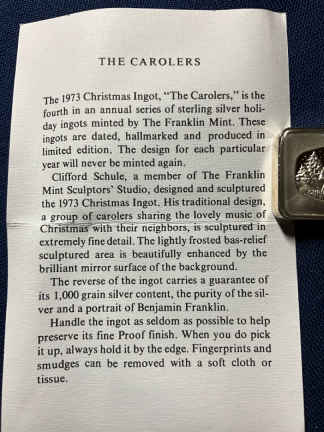 THE CAROLERS
The 1973 Christmas Ingot, “The Carolers,” is the
fourth in an annual series of sterling silver holi-
day ingots minted by The Franklin Mint. These
ingots are dated, hallmarked and produced in
limited edition. The design for each particular
year will never be minted again.
Clifford Schule, a member of The Franklin
Mint Sculptors’ Studio, designed and sculptured
the 1973 Christmas Ingot. His traditional design,
a group of carolers sharing the lovely music of
Christmas with their neighbors, is sculptured in
extremely fine detail. The lightly frosted bas-relief
sculptured area is beautifully enhanced by the
brilliant mirror surface of the background.
The reverse of the ingot carries a guarantee of
its 1,000 grain silver content, the purity of the sil-
ver and a portrait of Benjamin Franklin.
Handle the ingot as seldom as possible to help
preserve its fine Proof finish. When you do pick
it up, always hold it by the edge. Fingerprints and
smudges can be removed with a soft cloth or
tissue.